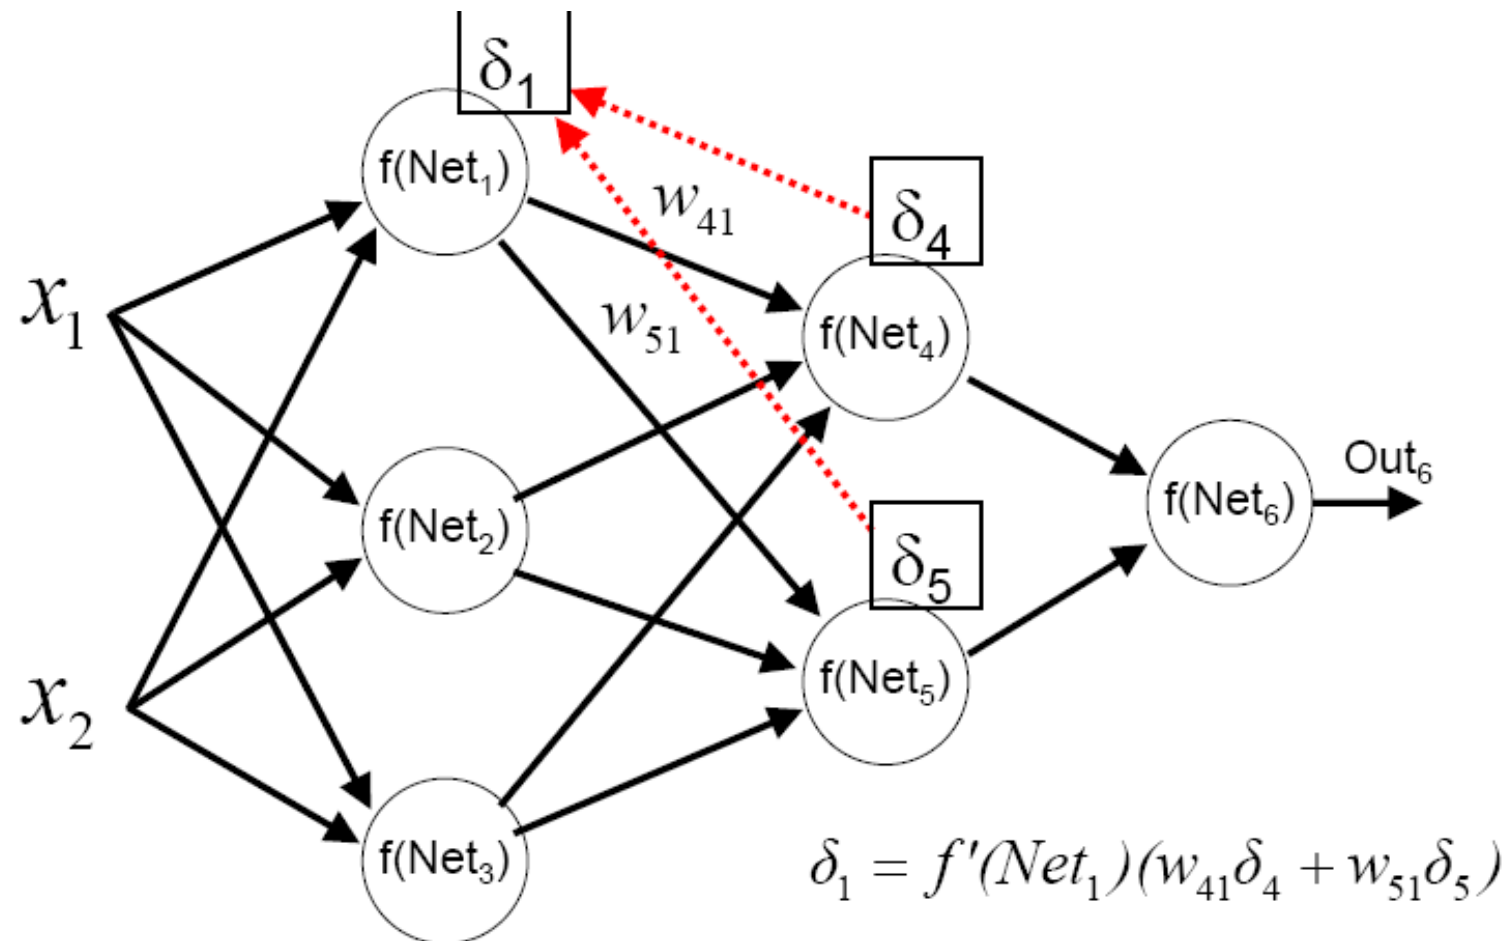 δ₁
f(Net₁)
w₄₁
δ₄
x₁
w₅₁
f(Net₄)
Out₆
f(Net₂)
f(Net₆)
δ₅
x₂
f(Net₅)
f(Net₃)
δ₁ = f'(Net₁)(w₄₁δ₄ + w₅₁δ₅)